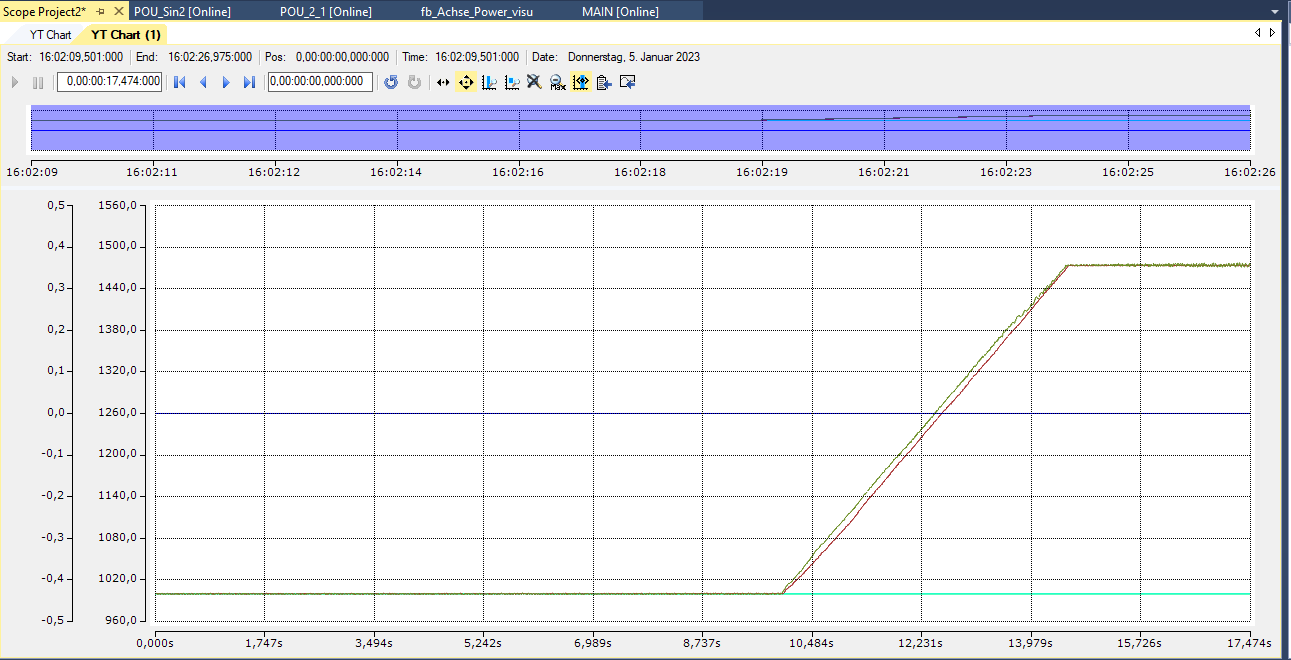 Scope Project2* POU_Sin2 [Online] POU_2_1 [Online] fb_Achse_Power_visu MAIN [Online]
YT Chart YT Chart (1)
Start: 16:02:09,501:000 End: 16:02:26,975:000 Pos: 0,00:00:00,000:000 Time: 16:02:09,501:000 Date: Donnerstag, 5. Januar 2023
0,00:00:17,474:000 0,00:00:00,000:000 Max
16:02:09 16:02:11 16:02:12 16:02:14 16:02:16 16:02:18 16:02:19 16:02:21 16:02:23 16:02:25 16:02:26
0,5 1560,0
0,4 1500,0
0,3 1440,0
0,2 1380,0
0,1 1320,0
0,0 1260,0
-0,1 1200,0
-0,2 1140,0
-0,3 1080,0
-0,4 1020,0
-0,5 960,0
0,000s 1,747s 3,494s 5,242s 6,989s 8,737s 10,484s 12,231s 13,979s 15,726s 17,474s